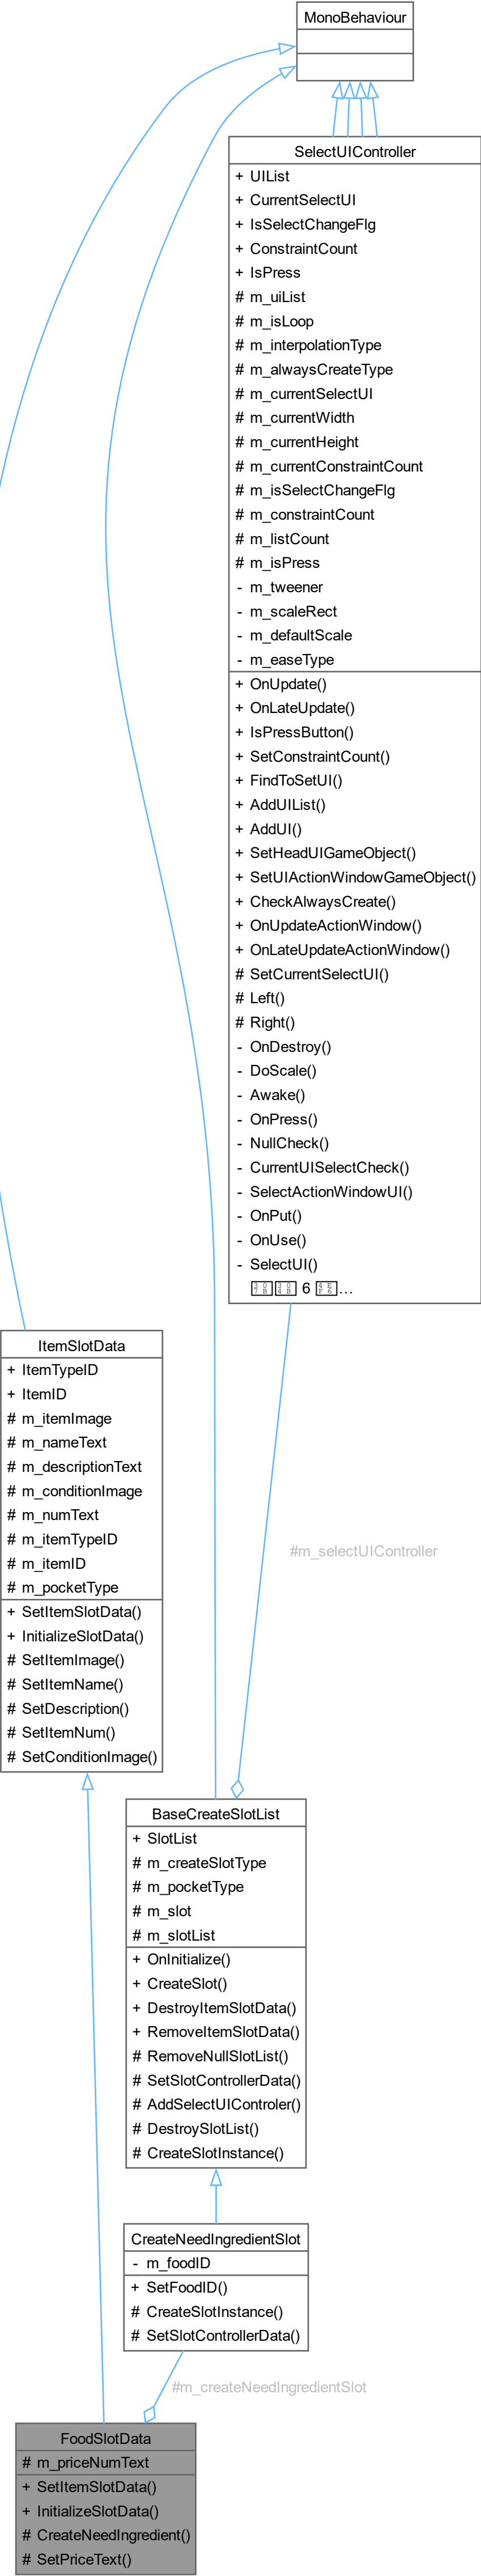 MonoBehaviour
SelectUIController
+ UIList
+ CurrentSelectUI
+ IsSelectChangeFlg
+ ConstraintCount
+ IsPress
# m_uiList
# m_isLoop
# m_interpolationType
# m_alwaysCreateType
# m_currentSelectUI
# m_currentWidth
# m_currentHeight
# m_currentConstraintCount
# m_isSelectChangeFlg
# m_constraintCount
# m_listCount
# m_isPress
- m_tweener
- m_scaleRect
- m_defaultScale
- m_easeType
+ OnUpdate()
+ OnLateUpdate()
+ IsPressButton()
+ SetConstraintCount()
+ FindToSetUI()
+ AddUIList()
+ AddUI()
+ SetHeadUIGameObject()
+ SetUIActionWindowGameObject()
+ CheckAlwaysCreate()
+ OnUpdateActionWindow()
+ OnLateUpdateActionWindow()
# SetCurrentSelectUI()
# Left()
# Right()
- OnDestroy()
- DoScale()
- Awake()
- OnPress()
- NullCheck()
- CurrentUISelectCheck()
- SelectActionWindowUI()
- OnPut()
- OnUse()
- SelectUI()
6 ...
ItemSlotData
+ ItemTypeID
+ ItemID
# m_itemImage
# m_nameText
# m_descriptionText
# m_conditionImage
# m_numText
# m_itemTypeID
# m_itemID
# m_pocketType
+ SetItemSlotData()
+ InitializeSlotData()
# SetItemImage()
# SetItemName()
# SetDescription()
# SetItemNum()
# SetConditionImage()
#m_selectUIController
BaseCreateSlotList
+ SlotList
# m_createSlotType
# m_pocketType
# m_slot
# m_slotList
+ OnInitialize()
+ CreateSlot()
+ DestroyItemSlotData()
+ RemoveItemSlotData()
# RemoveNullSlotList()
# SetSlotControllerData()
# AddSelectUIControler()
# DestroySlotList()
# CreateSlotInstance()
CreateNeedIngredientSlot
- m_foodID
+ SetFoodID()
# CreateSlotInstance()
# SetSlotControllerData()
#m_createNeedIngredientSlot
FoodSlotData
# m_priceNumText
+ SetItemSlotData()
+ InitializeSlotData()
# CreateNeedIngredient()
# SetPriceText()